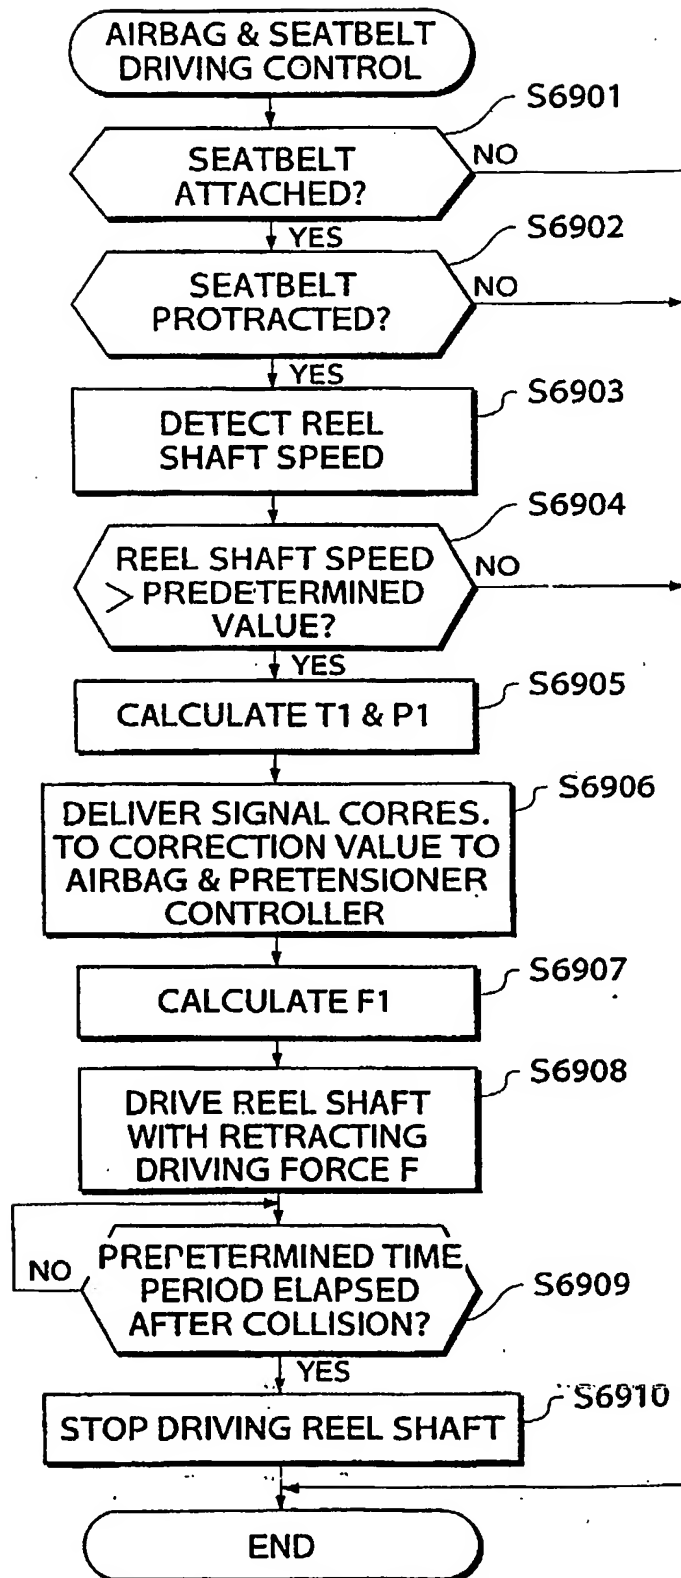 AIRBAG & SEATBELT
DRIVING CONTROL
S6901
SEATBELT
ATTACHED?
NO
YES
S6902
SEATBELT
PROTRACTED?
NO
YES
S6903
DETECT REEL
SHAFT SPEED
S6904
REEL SHAFT SPEED
> PREDETERMINED
VALUE?
NO
YES
S6905
CALCULATE T1 & P1
S6906
DELIVER SIGNAL CORRES.
TO CORRECTION VALUE TO
AIRBAG & PRETENSIONER
CONTROLLER
S6907
CALCULATE F1
S6908
DRIVE REEL SHAFT
WITH RETRACTING
DRIVING FORCE F
PREDETERMINED TIME
PERIOD ELAPSED
AFTER COLLISION?
NO
S6909
YES
S6910
STOP DRIVING REEL SHAFT
END